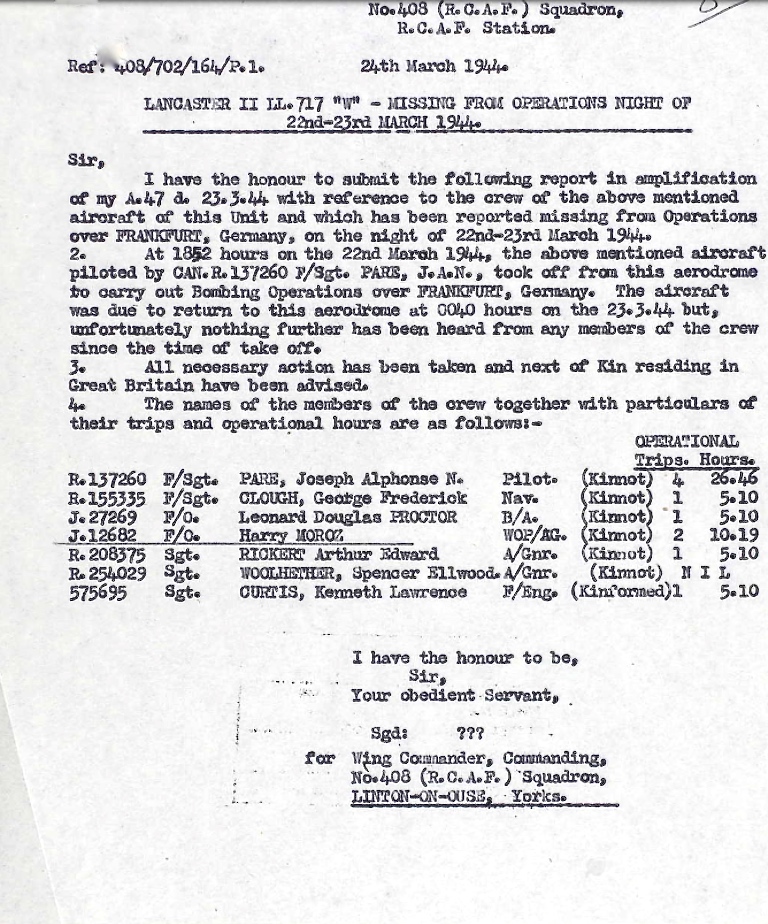 No.408 (R.C.A.F.) Squadron,
R.C.A.F. Station.
Ref: 408/702/164/P.1. 24th March 1944.
LANCASTER II LL.717 "W" - MISSING FROM OPERATIONS NIGHT OF
22nd-23rd MARCH 1944.
Sir,
I have the honour to submit the following report in amplification
of my A.47 d. 23.3.44 with reference to the crew of the above mentioned
aircraft of this Unit and which has been reported missing from Operations
over FRANKFURT, Germany, on the night of 22nd-23rd March 1944.
2. At 1852 hours on the 22nd March 1944, the above mentioned aircraft
piloted by CAN.R.137260 F/Sgt. PARE, J.A.N., took off from this aerodrome
to carry out Bombing Operations over FRANKFURT, Germany. The aircraft
was due to return to this aerodrome at 0040 hours on the 23.3.44 but,
unfortunately nothing further has been heard from any members of the crew
since the time of take off.
3. All necessary action has been taken and next of Kin residing in
Great Britain have been advised.
4. The names of the members of the crew together with particulars of
their trips and operational hours are as follows:-
OPERATIONAL
Trips. Hours.
R.137260 F/Sgt. PARE, Joseph Alphonse N. Pilot. (Kinnot) 4 26.46
R.155335 F/Sgt. CLOUGH, George Frederick Nav. (Kinnot) 1 5.10
J.27269 F/O. Leonard Douglas PROCTOR B/A. (Kinnot) 1 5.10
J.12682 F/O. Harry MOROZ WOP/AG. (Kinnot) 2 10.19
R.208375 Sgt. RICKERT Arthur Edward A/Gnr. (Kinnot) 1 5.10
R.254029 Sgt. WOOLHETHER, Spencer Ellwood. A/Gnr. (Kinnot) N I L
575695 Sgt. CURTIS, Kenneth Lawrence F/Eng. (Kinformed)1 5.10
I have the honour to be,
Sir,
Your obedient Servant,
Sgd: ???
for Wing Commander, Commanding,
No.408 (R.C.A.F.) Squadron,
LINTON-ON-OUSE, Yorks.